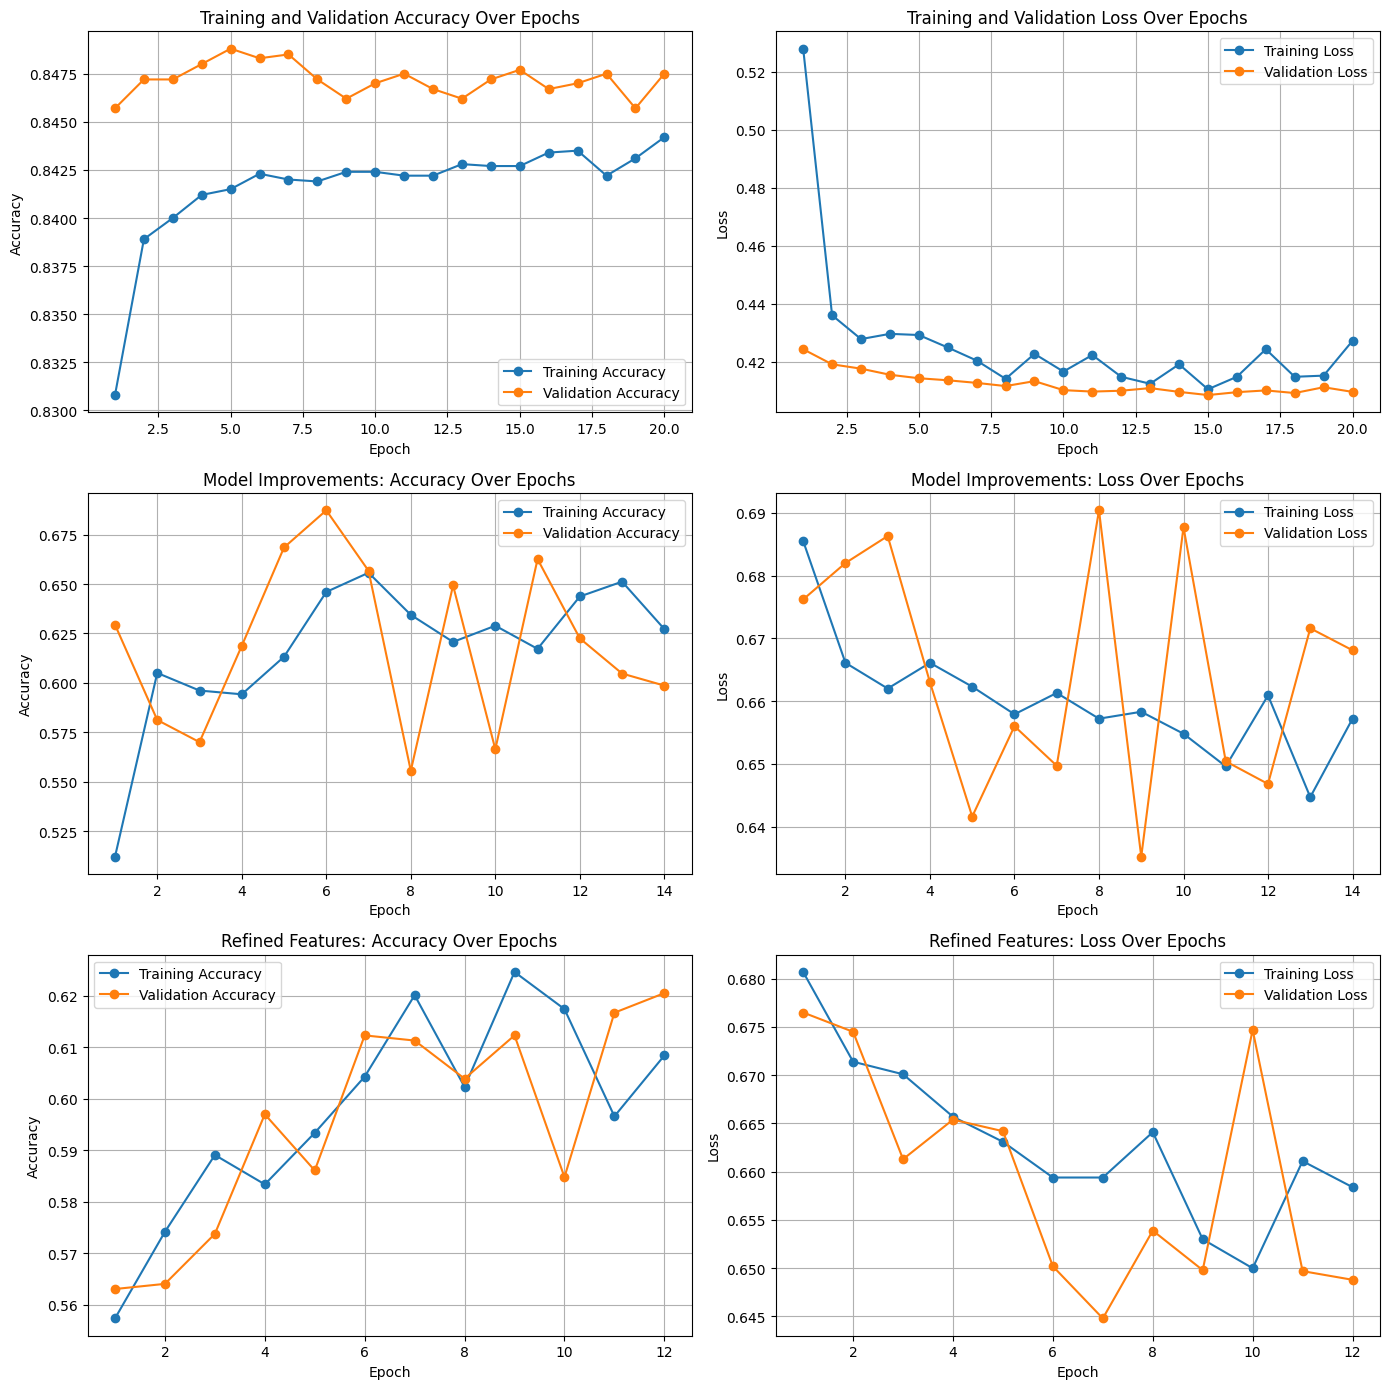 Training and Validation Accuracy Over Epochs
Accuracy
0.8475
0.8450
0.8425
0.8400
0.8375
0.8350
0.8325
0.8300
Training Accuracy
Validation Accuracy
2.5 5.0 7.5 10.0 12.5 15.0 17.5 20.0
Epoch
Training and Validation Loss Over Epochs
Loss
0.52
0.50
0.48
0.46
0.44
0.42
Training Loss
Validation Loss
2.5 5.0 7.5 10.0 12.5 15.0 17.5 20.0
Epoch
Model Improvements: Accuracy Over Epochs
Accuracy
0.675
0.650
0.625
0.600
0.575
0.550
0.525
Training Accuracy
Validation Accuracy
2 4 6 8 10 12 14
Epoch
Model Improvements: Loss Over Epochs
Loss
0.69
0.68
0.67
0.66
0.65
0.64
Training Loss
Validation Loss
2 4 6 8 10 12 14
Epoch
Refined Features: Accuracy Over Epochs
Accuracy
0.62
0.61
0.60
0.59
0.58
0.57
0.56
Training Accuracy
Validation Accuracy
2 4 6 8 10 12
Epoch
Refined Features: Loss Over Epochs
Loss
0.680
0.675
0.670
0.665
0.660
0.655
0.650
0.645
Training Loss
Validation Loss
2 4 6 8 10 12
Epoch